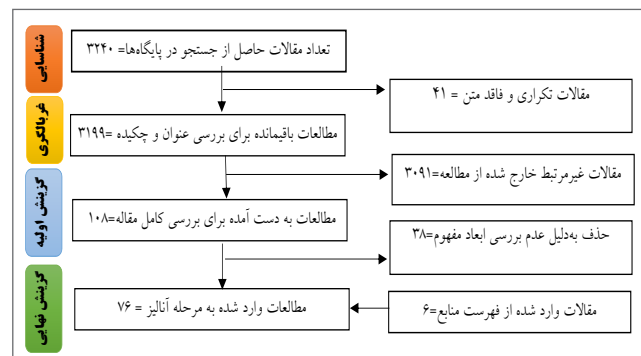 شناسایی
تعداد مقالات حاصل از جستجو در پایگاه‌ها= ۳۲۴۰
مقالات تکراری و فاقد متن = ۴۱
غربالگری
مطالعات باقیمانده برای بررسی عنوان و چکیده =۳۱۹۹
مقالات غیرمرتبط خارج شده از مطالعه= ۳۰۹۱
گزینش اولیه
مطالعات به دست آمده برای بررسی کامل مقاله=۱۰۸
حذف به‌دلیل عدم بررسی ابعاد مفهوم=۳۸
گزینش نهایی
مطالعات وارد شده به مرحله آنالیز = ۷۶
مقالات وارد شده از فهرست منابع=۶